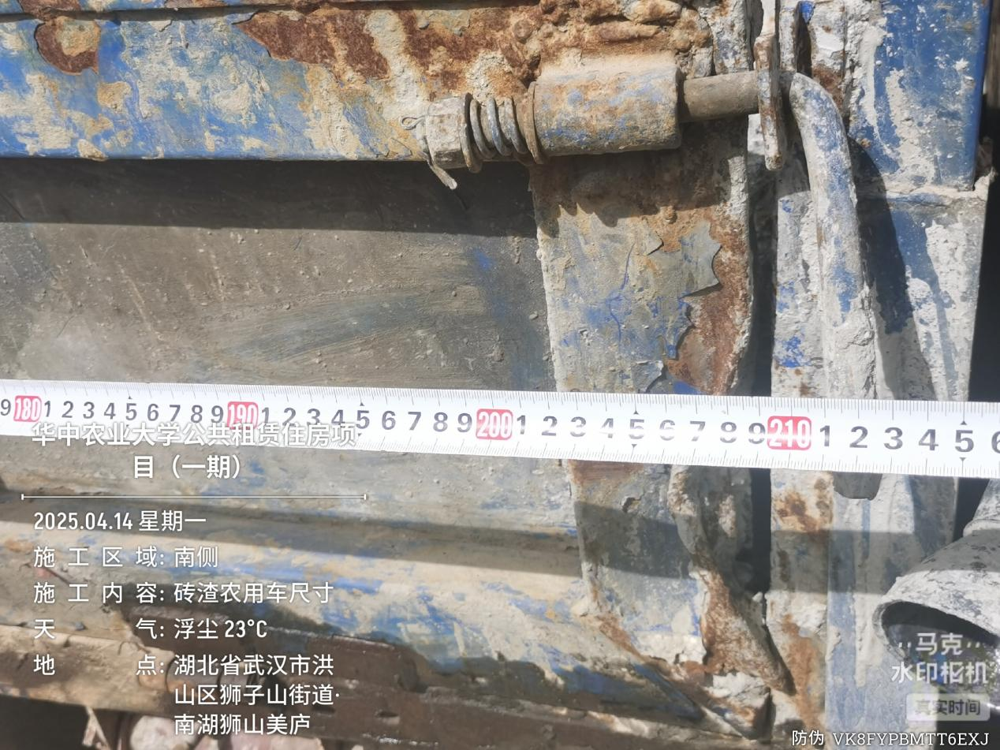 9 180 1 2 3 4 5 6 7 8 9 190 1 2 3 4 5 6 7 8 9 200 1 2 3 4 5 6 7 8 9 210 1 2 3 4 5 6
华中农业大学公共租赁住房项
目（一期）
2025.04.14 星期一
施工区域: 南侧
施工内容: 砖渣农用车尺寸
天气: 浮尘 23°C
地点: 湖北省武汉市洪
山区狮子山街道·
南湖狮山美庐
马克
水印相机
真实时间
防伪 VK8FYPBMTT6EXJ